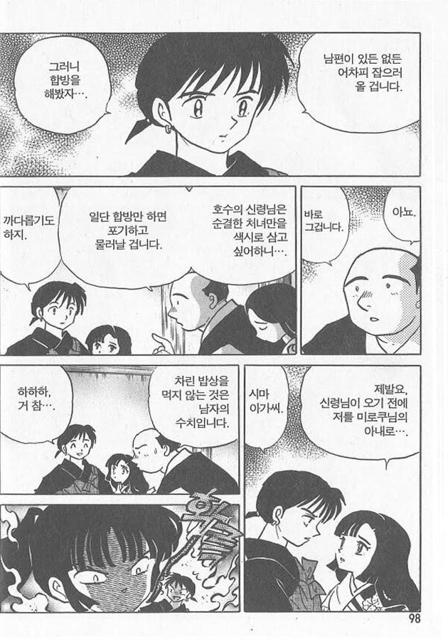 남편이 있든 없든
어차피 잡으러
올 겁니다.
그러니
합방을
해봤자….
아뇨.
바로
그겁니다.
호수의 신령님은
순결한 처녀만을
색시로 삼고
싶어하니….
일단 합방만 하면
포기하고
물러날 겁니다.
까다롭기도
하지.
제발요,
신령님이 오기 전에
저를 미로쿠님의
아내로….
시마
아가씨.
차린 밥상을
먹지 않는 것은
남자의
수치입니다.
하하하,
거 참….
98